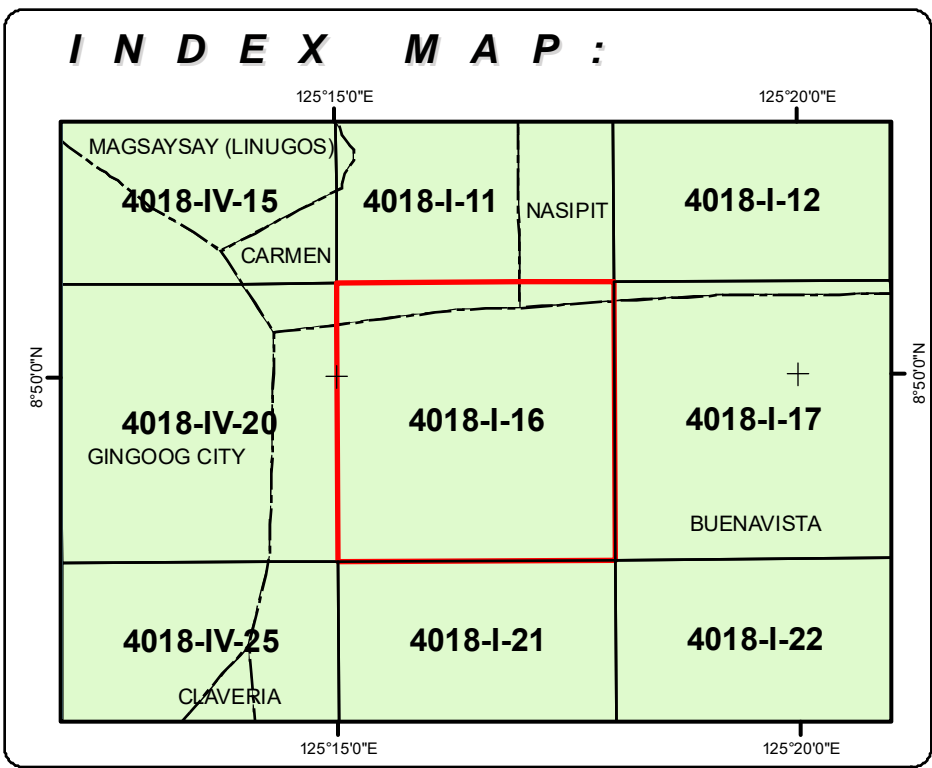 INDEX MAP:
125°15'0"E
125°20'0"E
MAGSAYSAY (LINUGOS)
4018-IV-15
4018-I-11
4018-I-12
NASIPIT
CARMEN
8°50'0"N
8°50'0"N
4018-IV-20
4018-I-16
4018-I-17
GINGOOG CITY
BUENAVISTA
4018-IV-25
4018-I-21
4018-I-22
CLAVERIA
125°15'0"E
125°20'0"E